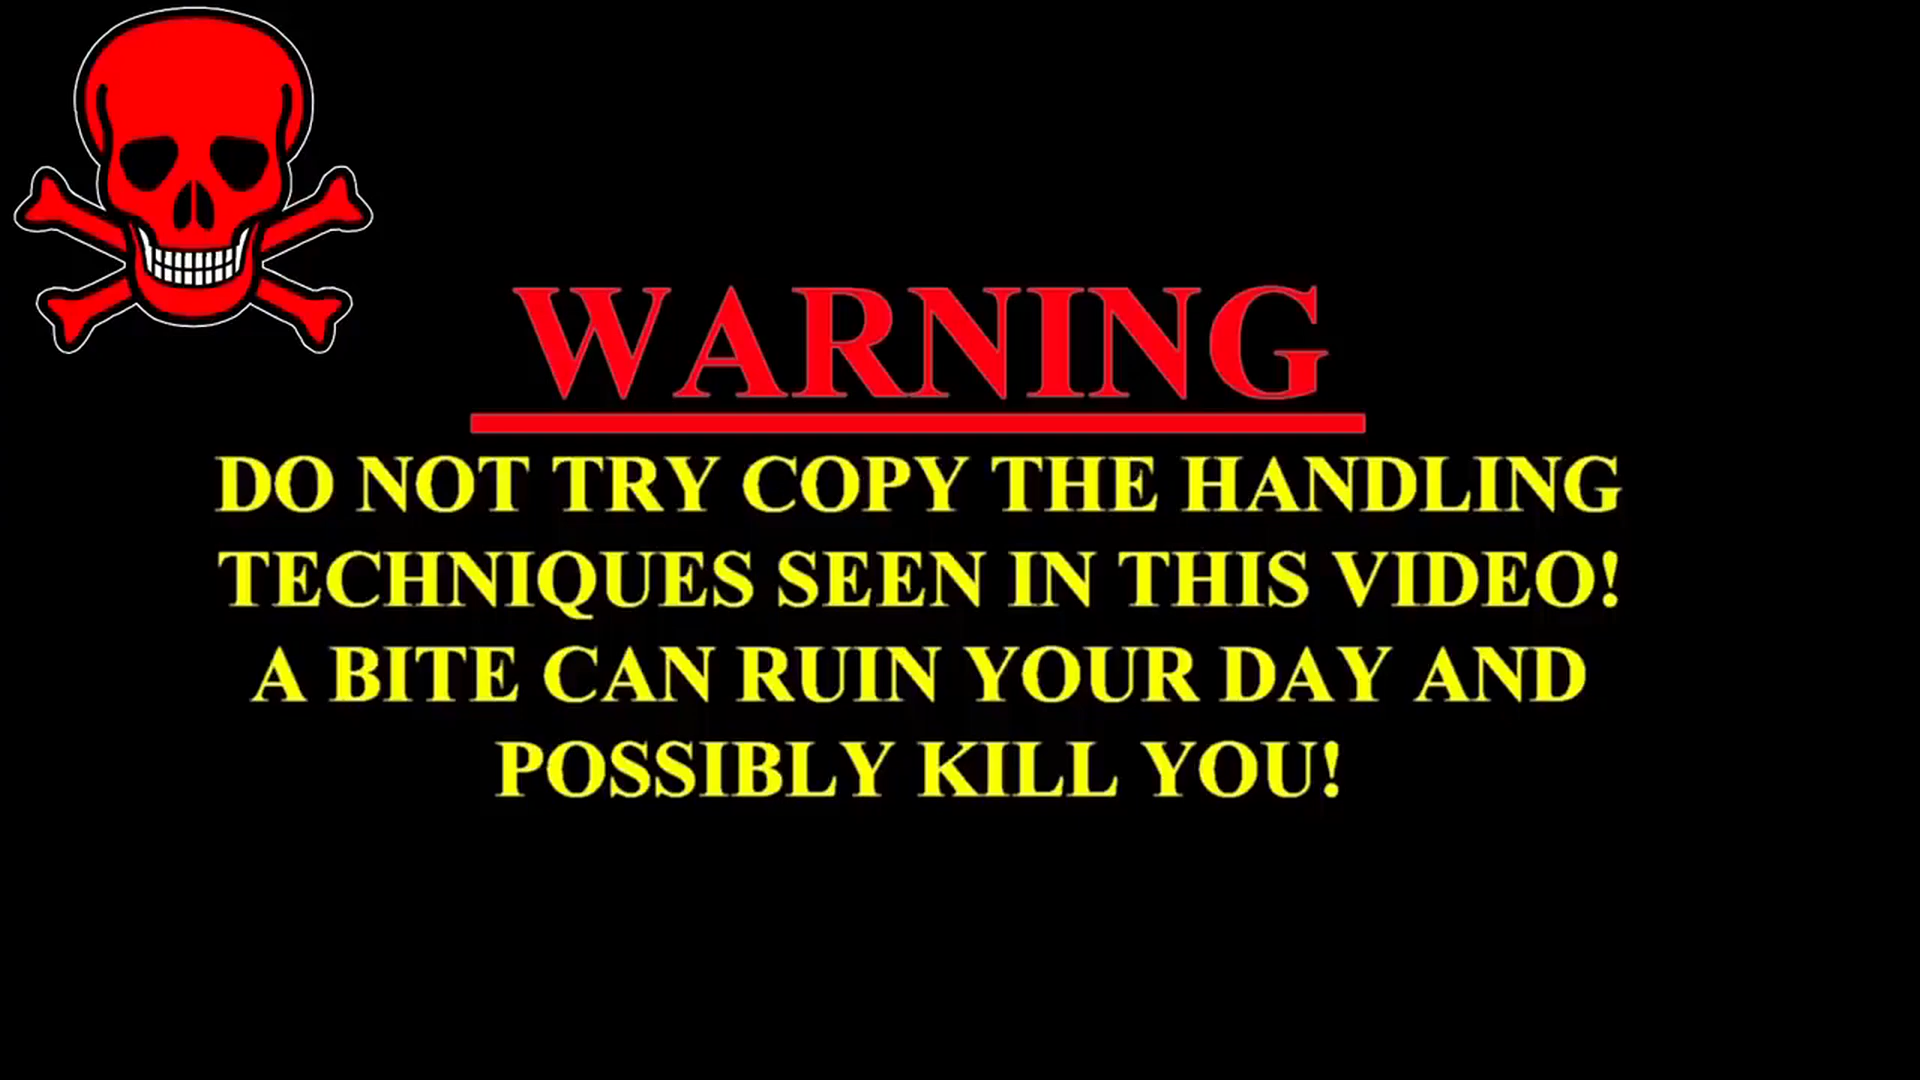 WARNING
DO NOT TRY COPY THE HANDLING
TECHNIQUES SEEN IN THIS VIDEO!
A BITE CAN RUIN YOUR DAY AND
POSSIBLY KILL YOU!